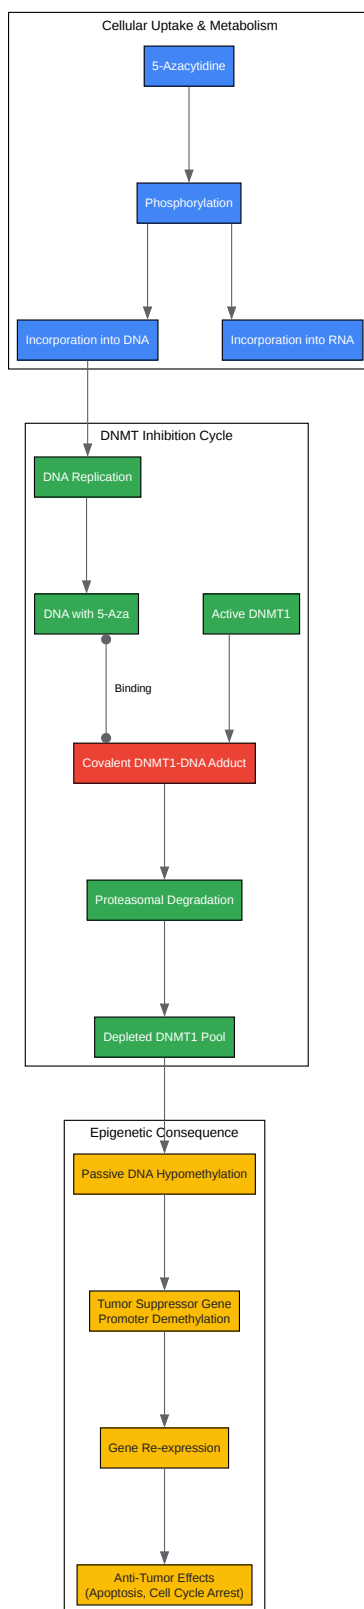 Cellular Uptake & Metabolism
5-Azacytidine
Phosphorylation
Incorporation into DNA
Incorporation into RNA
DNMT Inhibition Cycle
DNA Replication
DNA with 5-Aza
Active DNMT1
Binding
Covalent DNMT1-DNA Adduct
Proteasomal Degradation
Depleted DNMT1 Pool
Epigenetic Consequence
Passive DNA Hypomethylation
Tumor Suppressor Gene
Promoter Demethylation
Gene Re-expression
Anti-Tumor Effects
(Apoptosis, Cell Cycle Arrest)